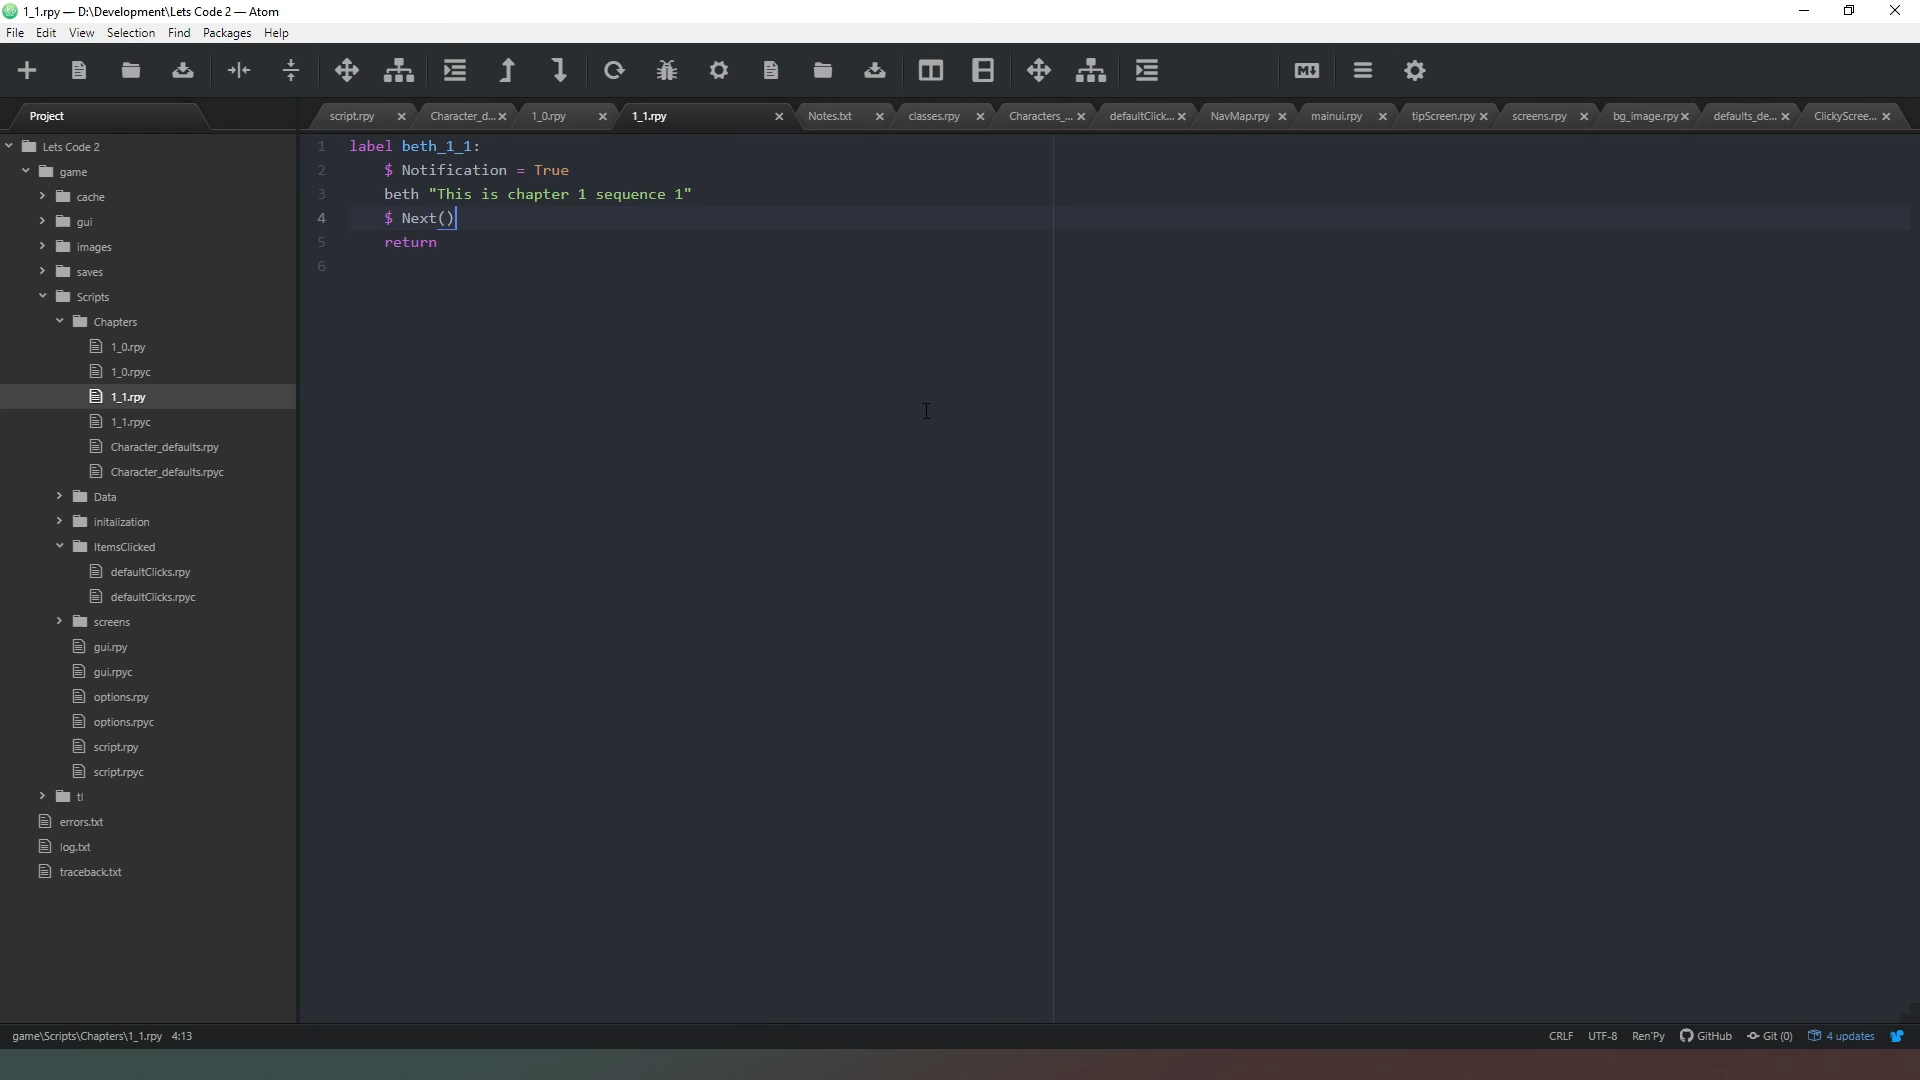 1_1.rpy — D:\Development\Lets Code 2 — Atom
File Edit View Selection Find Packages Help
Project
script.rpy Character_d... 1_0.rpy 1_1.rpy Notes.txt classes.rpy Characters_... defaultClick... NavMap.rpy mainui.rpy tipScreen.rpy screens.rpy bg_image.rpy defaults_de... ClickyScree...
Lets Code 2
game
cache
gui
images
saves
Scripts
Chapters
1_0.rpy
1_0.rpyc
1_1.rpy
1_1.rpyc
Character_defaults.rpy
Character_defaults.rpyc
Data
initalization
ItemsClicked
defaultClicks.rpy
defaultClicks.rpyc
screens
gui.rpy
gui.rpyc
options.rpy
options.rpyc
script.rpy
script.rpyc
tl
errors.txt
log.txt
traceback.txt
1 label beth_1_1:
2 $ Notification = True
3 beth "This is chapter 1 sequence 1"
4 $ Next()
5 return
6
game\Scripts\Chapters\1_1.rpy 4:13 CRLF UTF-8 Ren'Py GitHub Git (0) 4 updates